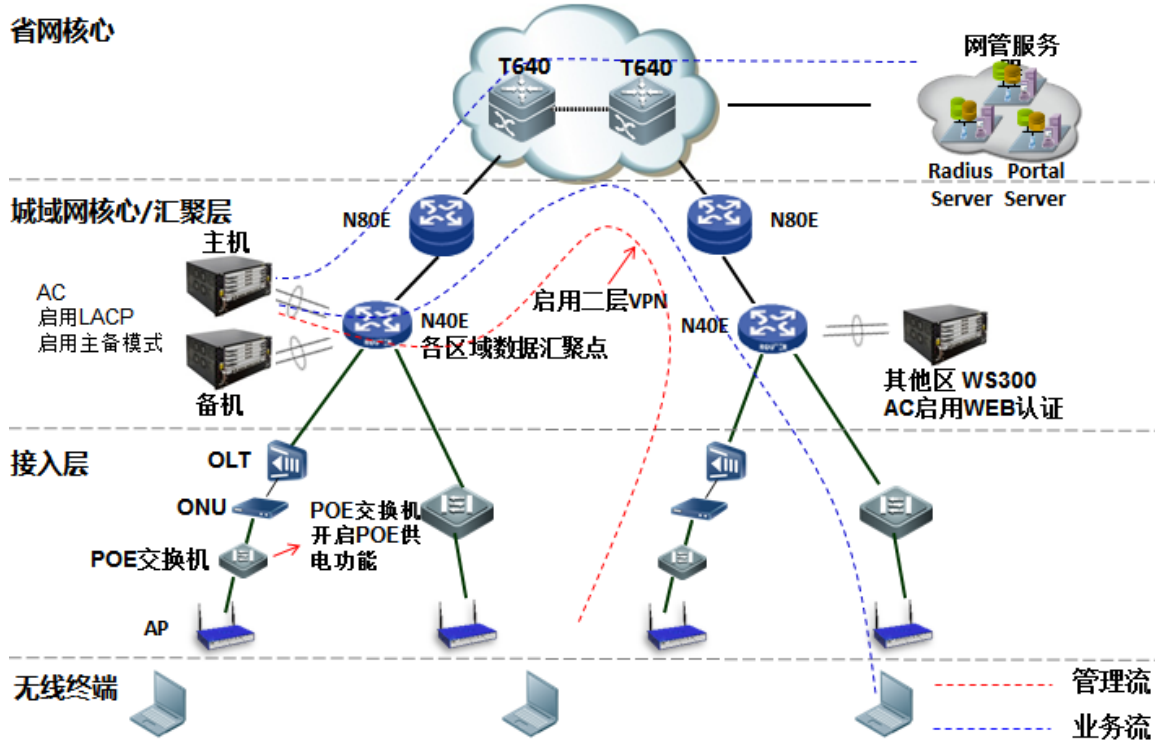 省网核心
T640
T640
网管服务
器
Radius Portal
Server Server
城域网核心/汇聚层
主机
N80E
N80E
AC
启用LACP
启用主备模式
启用二层VPN
N40E
各区域数据汇聚点
N40E
备机
其他区 WS300
AC启用WEB认证
接入层
OLT
ONU
POE交换机
开启POE供
电功能
POE交换机
AP
无线终端
管理流
业务流